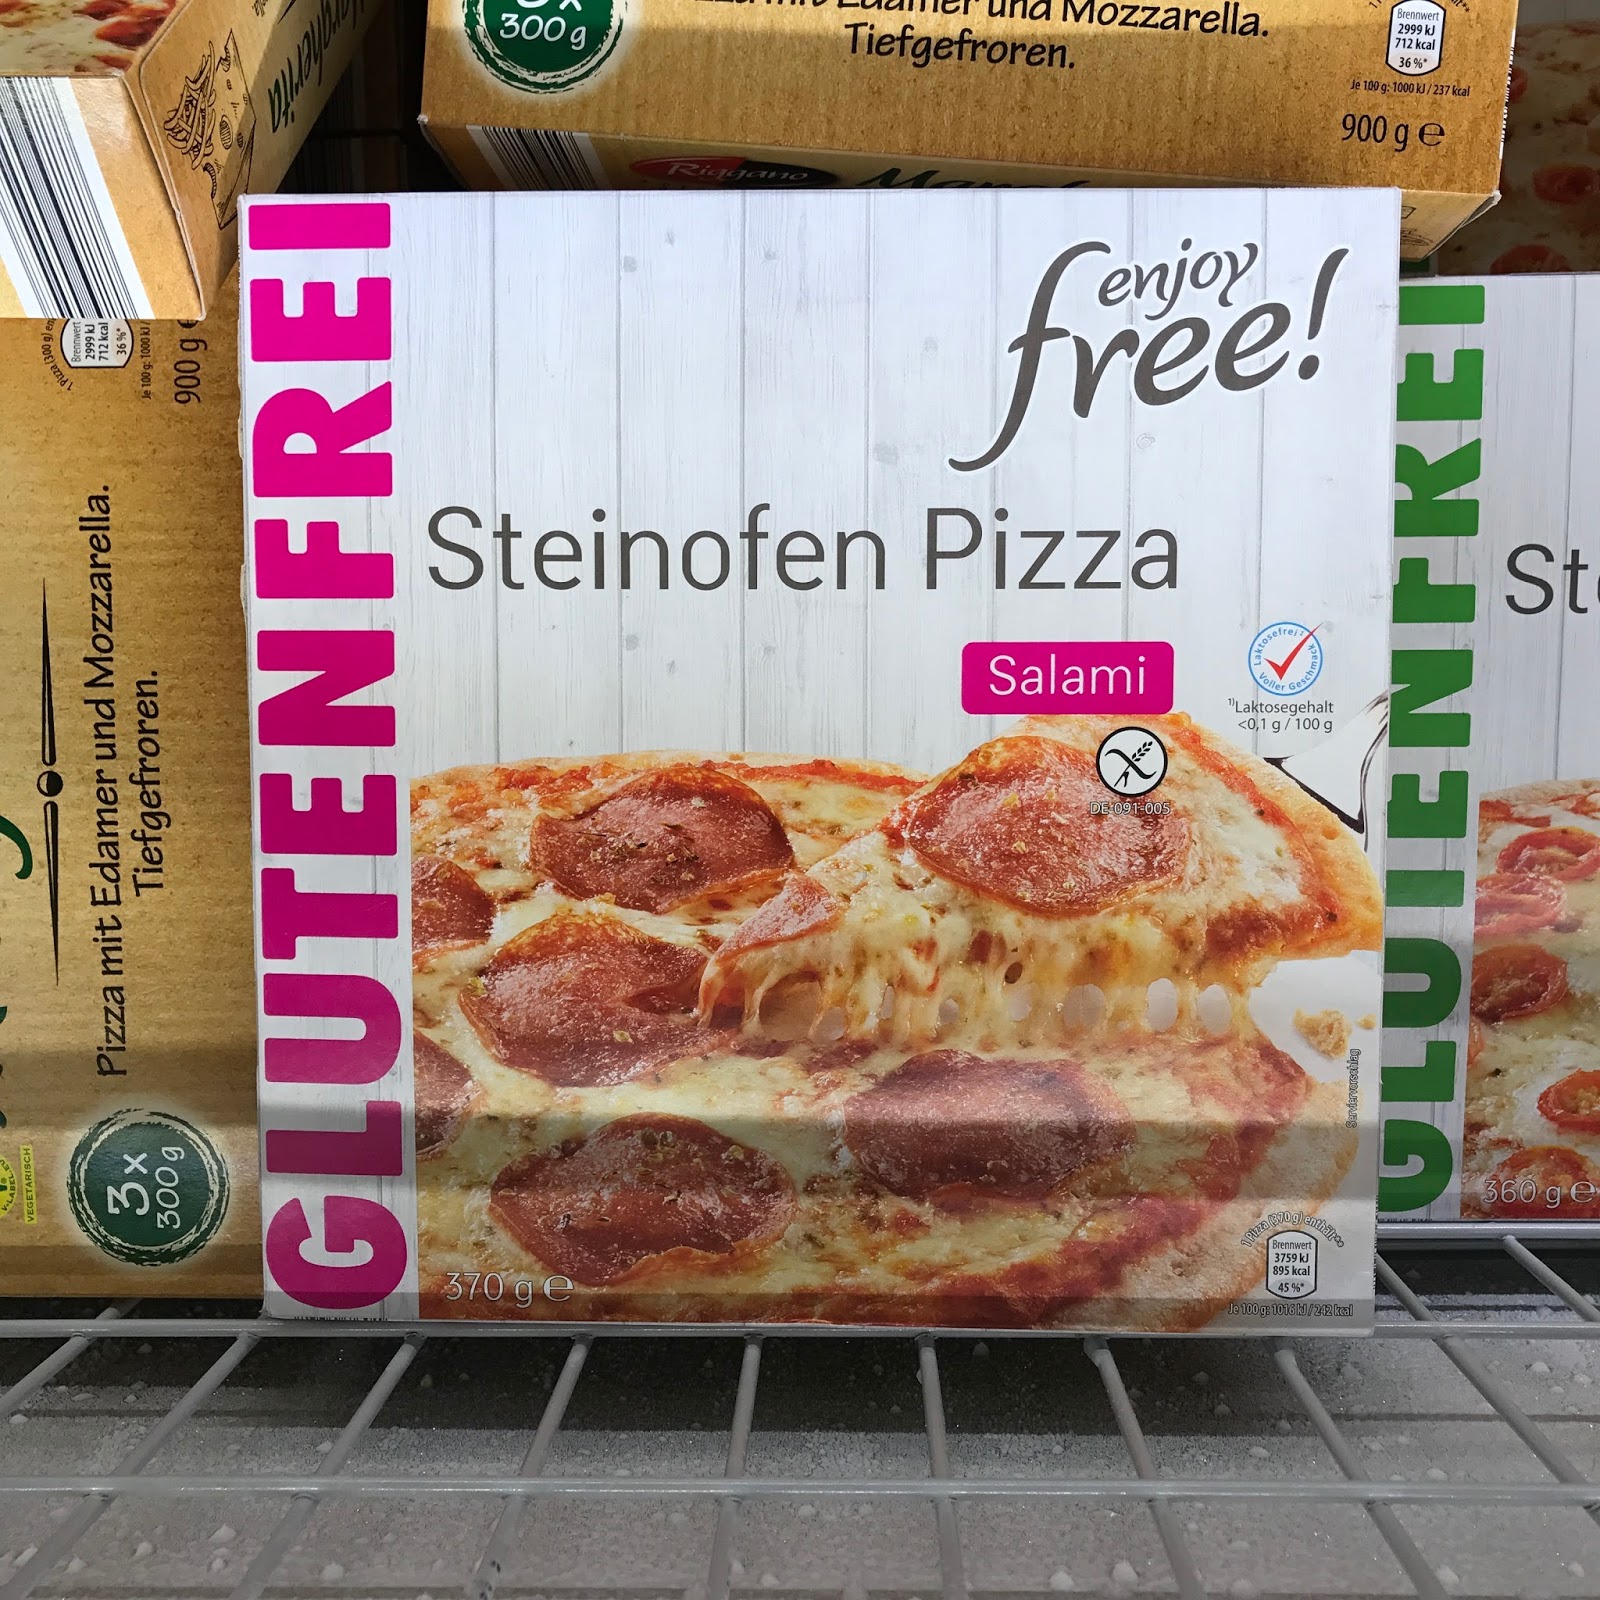 300 g
Edamer und Mozzarella.
Tiefgefroren.
Brennwert
2999 kJ
712 kcal
36 %*
Je 100 g: 1000 kJ / 237 kcal
900 g e
Riggano
Margherita
Brennwert
2999 kJ
712 kcal
36 %*
Je 100 g: 1000 kJ /
900 g e
Pizza mit Edamer und Mozzarella.
Tiefgefroren.
3x
300 g
VEGETARISCH
GLUTENFREI
enjoy
free!
Steinofen Pizza
Salami
Laktosefrei
Voller Geschmack
1)Laktosegehalt
<0,1 g / 100 g
DE-091-005
Serviervorschlag
370 g e
1 Pizza (370 g) enthält**
Brennwert
3759 kJ
895 kcal
45 %*
Je 100 g: 1016 kJ / 242 kcal
GLUTENFREI
360 g e